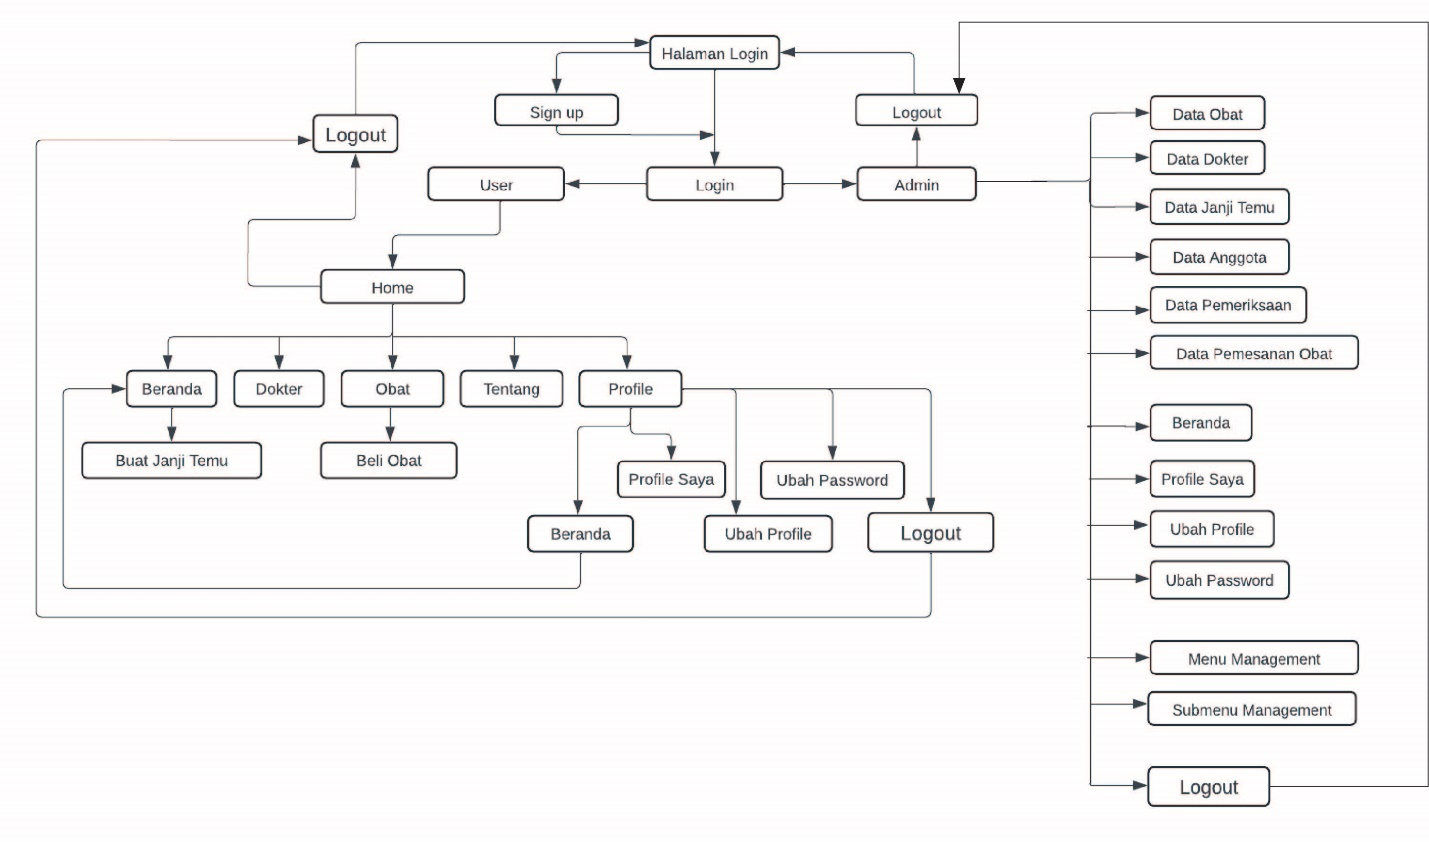 Halaman Login
Sign up
Logout
Logout
Data Obat
Data Dokter
User
Login
Admin
Data Janji Temu
Data Anggota
Home
Data Pemeriksaan
Data Pemesanan Obat
Beranda
Dokter
Obat
Tentang
Profile
Beranda
Buat Janji Temu
Beli Obat
Profile Saya
Ubah Password
Profile Saya
Beranda
Ubah Profile
Logout
Ubah Profile
Ubah Password
Menu Management
Submenu Management
Logout